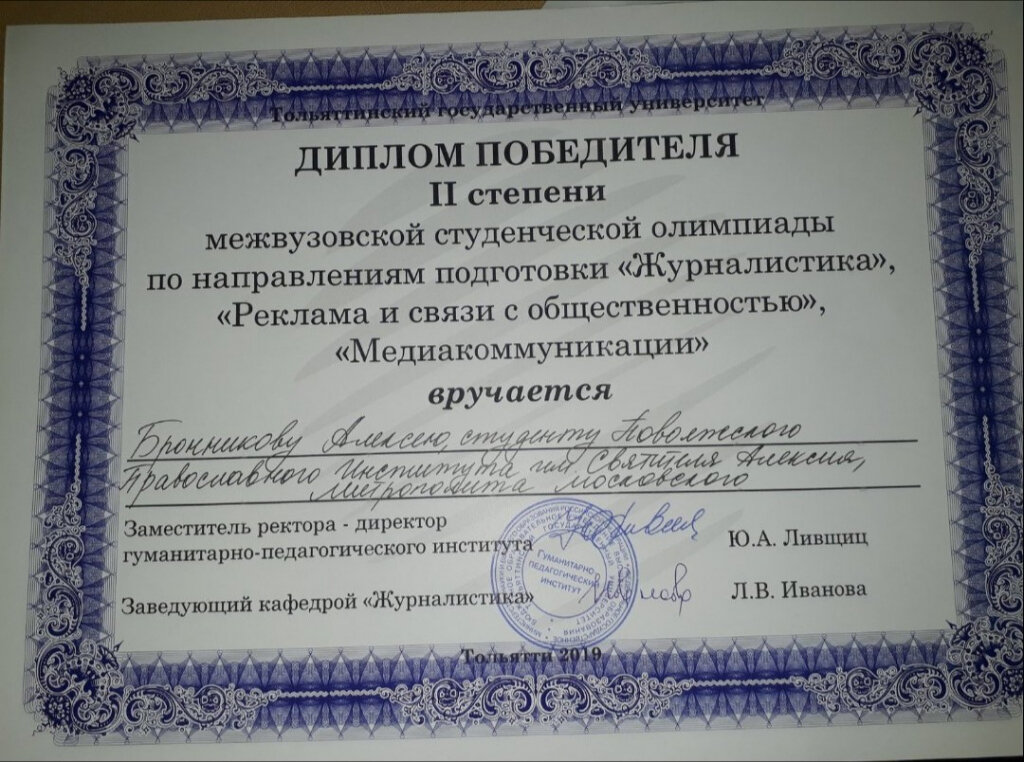 Тольяттинский государственный университет
ДИПЛОМ ПОБЕДИТЕЛЯ
II степени
межвузовской студенческой олимпиады
по направлениям подготовки «Журналистика»,
«Реклама и связи с общественностью»,
«Медиакоммуникации»
вручается
Бронникову Алексею, студенту Поволжского
Православного Института им. Святителя Алексия,
Митрополита Московского
Заместитель ректора - директор
гуманитарно-педагогического института
Ю.А. Лившиц
ГУМАНИТАРНО-
ПЕДАГОГИЧЕСКИЙ
ИНСТИТУТ
Заведующий кафедрой «Журналистика»
Л.В. Иванова
Тольятти 2019